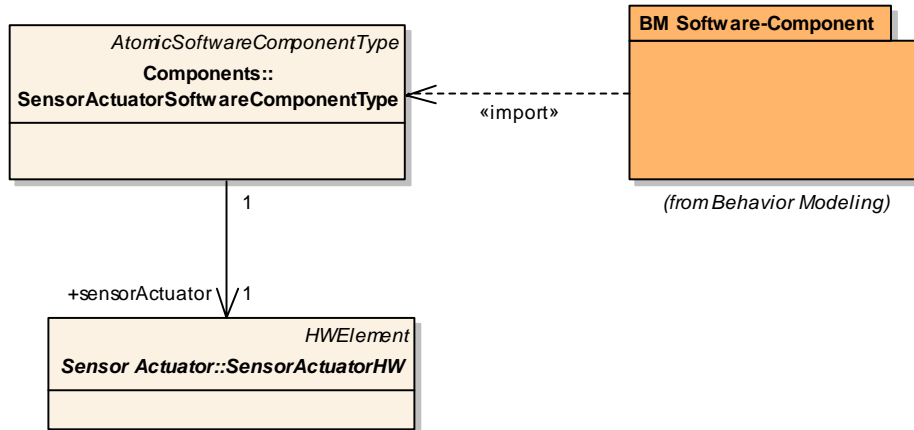 AtomicSoftwareComponentType
Components::
SensorActuatorSoftwareComponentType
BM Software-Component
«import»
(from Behavior Modeling)
1
+sensorActuator
1
HWElement
Sensor Actuator::SensorActuatorHW